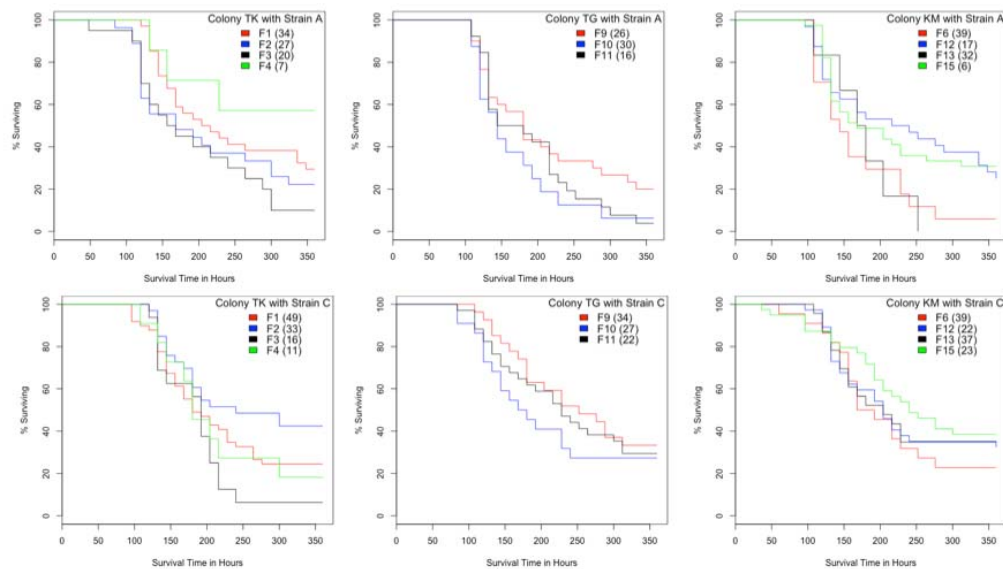 Colony TK with Strain A
F1 (34)
F2 (27)
F3 (20)
F4 (7)
% Surviving
0 20 40 60 80 100
0 50 100 150 200 250 300 350
Survival Time in Hours
Colony TG with Strain A
F9 (26)
F10 (30)
F11 (16)
% Surviving
0 20 40 60 80 100
0 50 100 150 200 250 300 350
Survival Time in Hours
Colony KM with Strain A
F6 (39)
F12 (17)
F13 (32)
F15 (6)
% Surviving
0 20 40 60 80 100
0 50 100 150 200 250 300 350
Survival Time in Hours
Colony TK with Strain C
F1 (49)
F2 (33)
F3 (16)
F4 (11)
% Surviving
0 20 40 60 80 100
0 50 100 150 200 250 300 350
Survival Time in Hours
Colony TG with Strain C
F9 (34)
F10 (27)
F11 (22)
% Surviving
0 20 40 60 80 100
0 50 100 150 200 250 300 350
Survival Time in Hours
Colony KM with Strain C
F6 (39)
F12 (22)
F13 (37)
F15 (23)
% Surviving
0 20 40 60 80 100
0 50 100 150 200 250 300 350
Survival Time in Hours